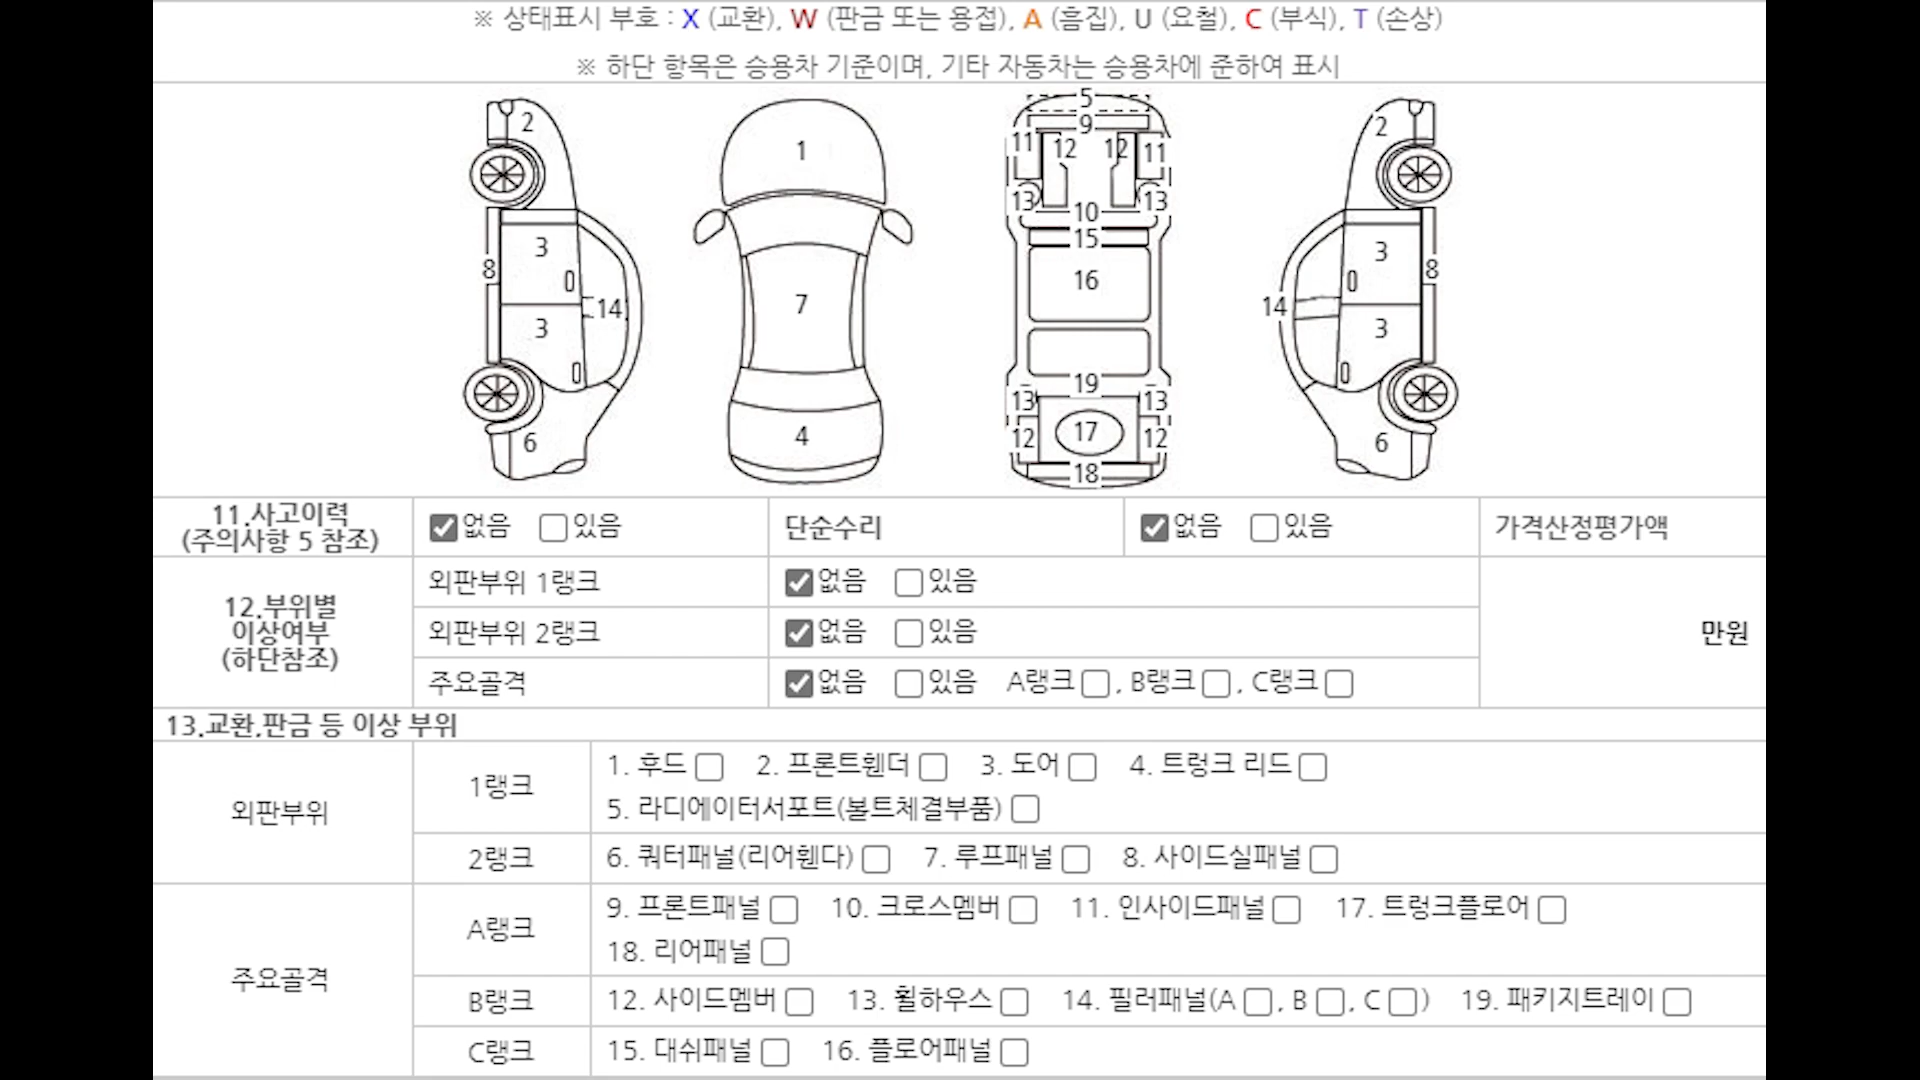 ※ 상태표시 부호 : X (교환), W (판금 또는 용접), A (흠집), U (요철), C (부식), T (손상)
※ 하단 항목은 승용차 기준이며, 기타 자동차는 승용차에 준하여 표시
2
3
8
3
14
6
1
7
4
5
9
11 12 12 11
13 10 13
15
16
19
13 13
12 17 12
18
2
3
8
14
3
6
11.사고이력
(주의사항 5 참조)
없음 있음
단순수리
없음 있음
가격산정평가액
12.부위별
이상여부
(하단참조)
외판부위 1랭크
없음 있음
외판부위 2랭크
없음 있음
만원
주요골격
없음 있음 A랭크 , B랭크 , C랭크
13.교환,판금 등 이상 부위
외판부위
1랭크
1. 후드 2. 프론트휀더 3. 도어 4. 트렁크 리드
5. 라디에이터서포트(볼트체결부품)
2랭크
6. 쿼터패널(리어휀다) 7. 루프패널 8. 사이드실패널
주요골격
A랭크
9. 프론트패널 10. 크로스멤버 11. 인사이드패널 17. 트렁크플로어
18. 리어패널
B랭크
12. 사이드멤버 13. 휠하우스 14. 필러패널(A , B , C ) 19. 패키지트레이
C랭크
15. 대쉬패널 16. 플로어패널